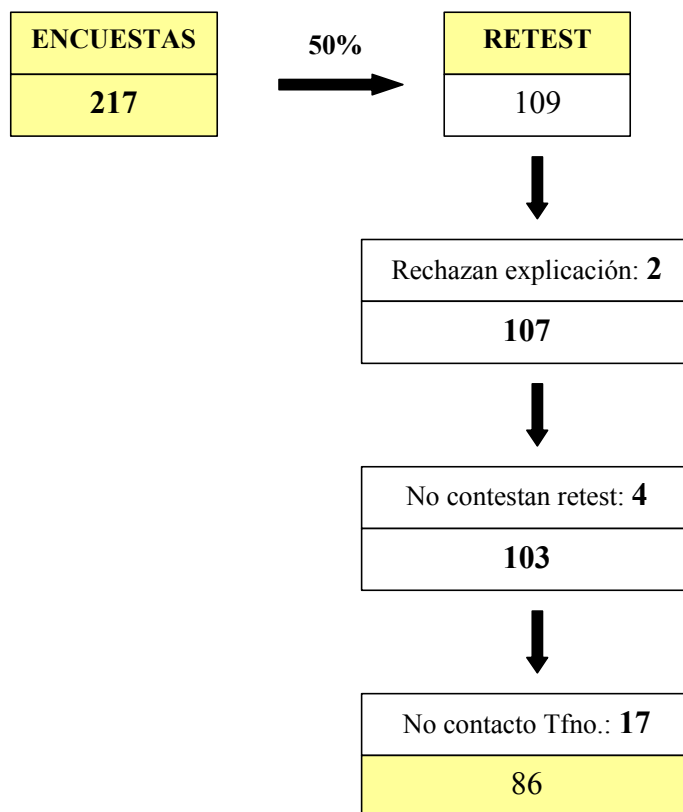 ENCUESTAS
217
50%
RETEST
109
Rechazan explicación: 2
107
No contestan retest: 4
103
No contacto Tfno.: 17
86